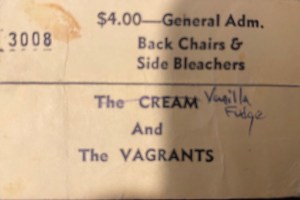 $4.00—General Adm.
3008
Back Chairs &
Side Bleachers
The CREAM Vanilla
Fudge
And
The VAGRANTS